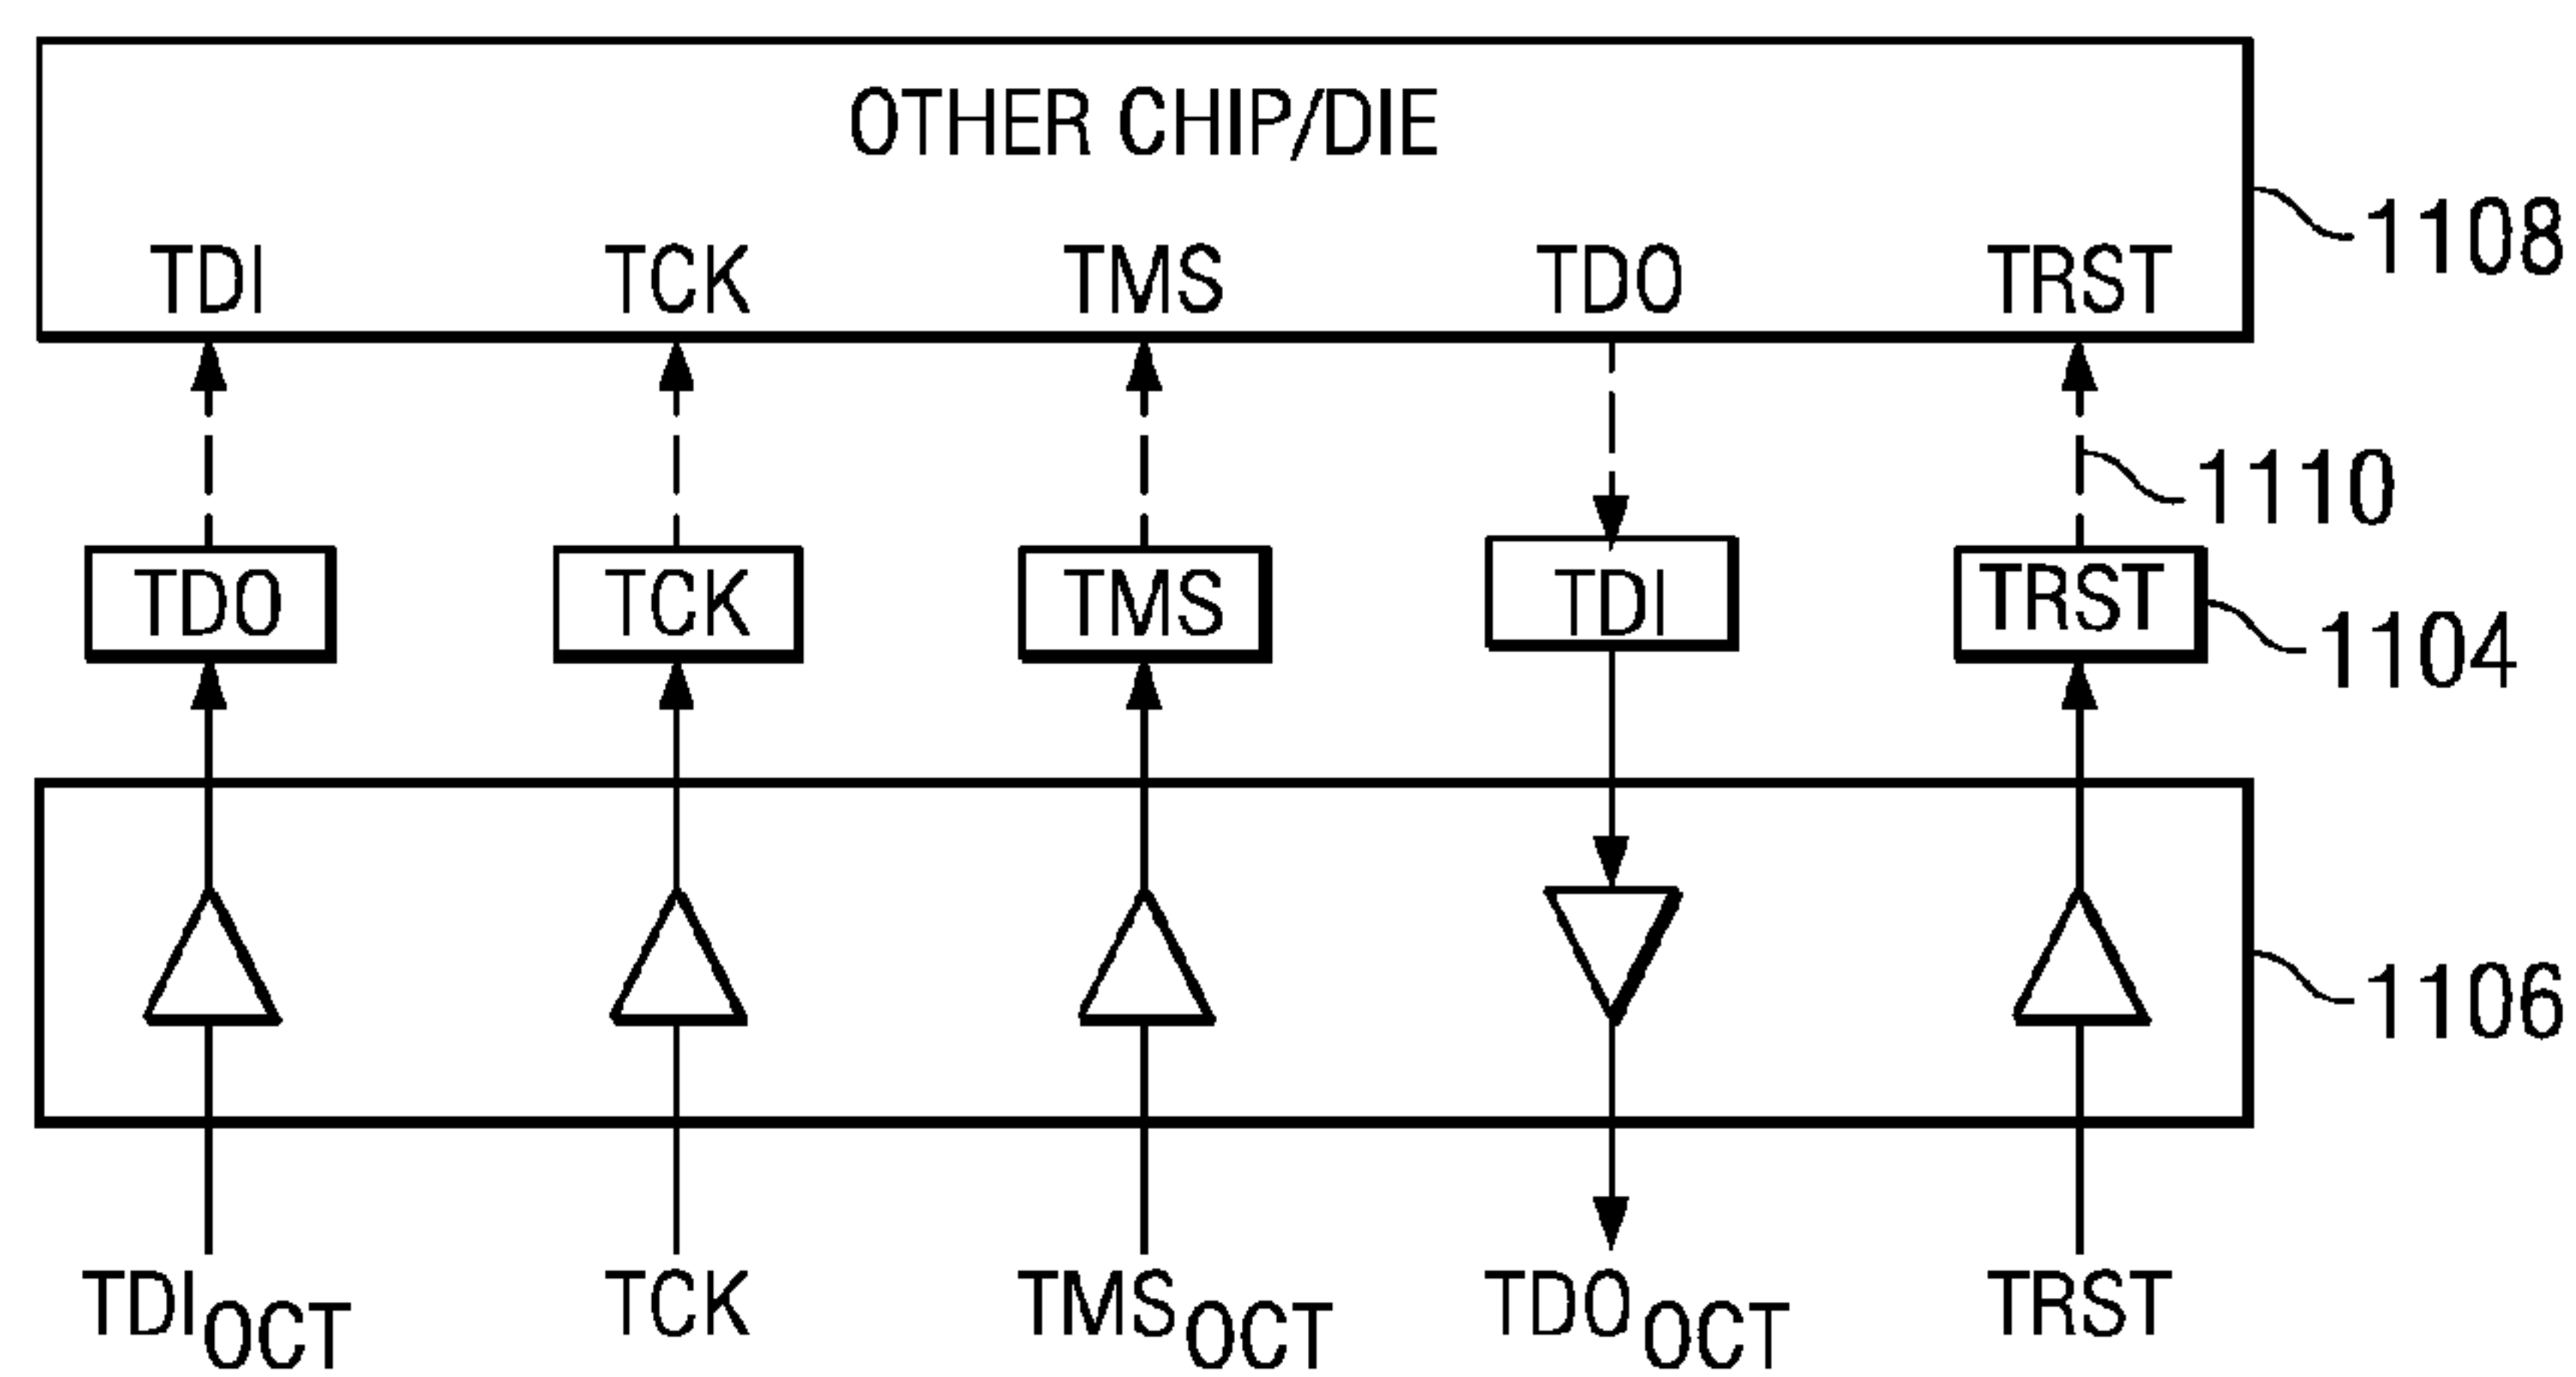 OTHER CHIP/DIE
TDI TCK TMS TDO TRST
1108
1110
TDO TCK TMS TDI TRST
1104
1106
TDIOCT TCK TMSOCT TDOOCT TRST